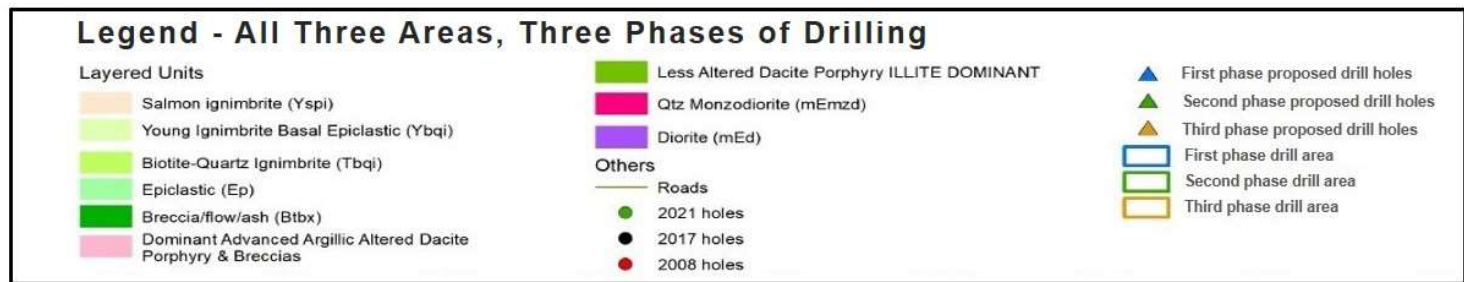 Legend - All Three Areas, Three Phases of Drilling
Layered Units
Salmon ignimbrite (Yspi)
Young Ignimbrite Basal Epiclastic (Ybqi)
Biotite-Quartz Ignimbrite (Tbqi)
Epiclastic (Ep)
Breccia/flow/ash (Btbx)
Dominant Advanced Argillic Altered Dacite
Porphyry & Breccias
Less Altered Dacite Porphyry ILLITE DOMINANT
Qtz Monzodiorite (mEmzd)
Diorite (mEd)
Others
Roads
2021 holes
2017 holes
2008 holes
First phase proposed drill holes
Second phase proposed drill holes
Third phase proposed drill holes
First phase drill area
Second phase drill area
Third phase drill area